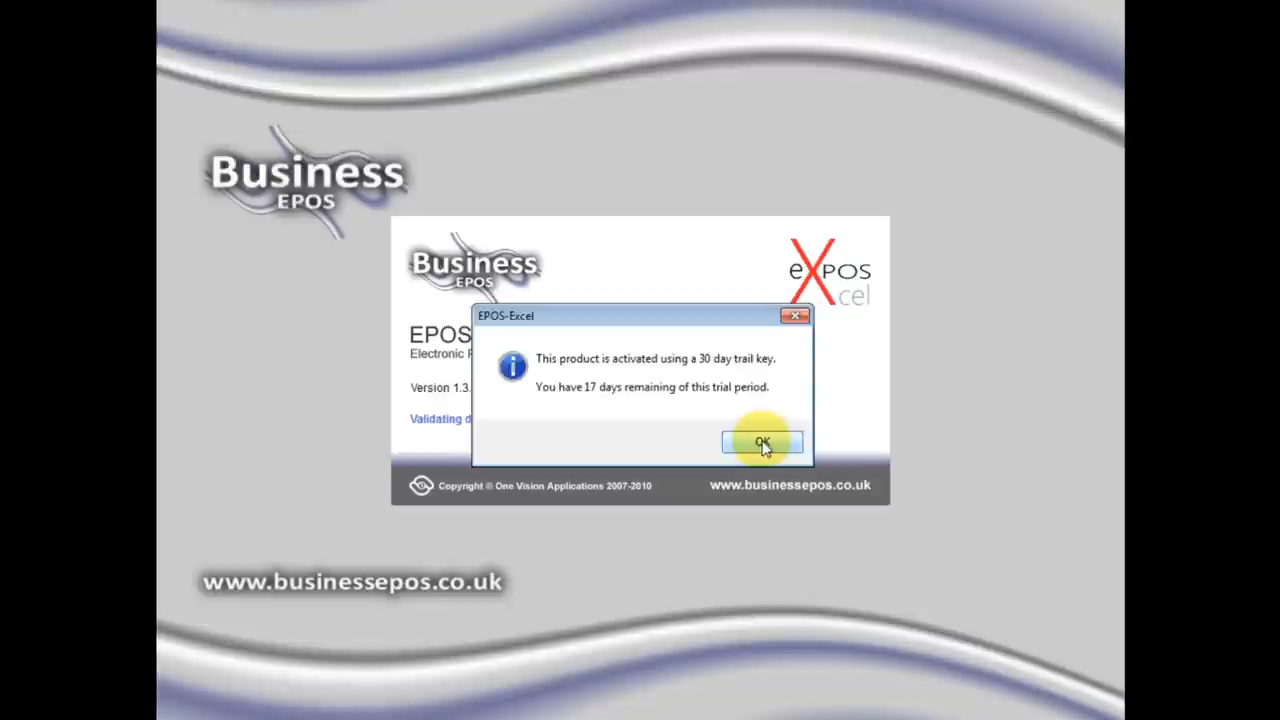 Business
EPOS
Business
EPOS
eXPOS
Xcel
EPOS-Excel
EPOS
Electronic
This product is activated using a 30 day trail key.
You have 17 days remaining of this trial period.
Version 1.3.
Validating
OK
Copyright © One Vision Applications 2007-2010
www.businessepos.co.uk
www.businessepos.co.uk